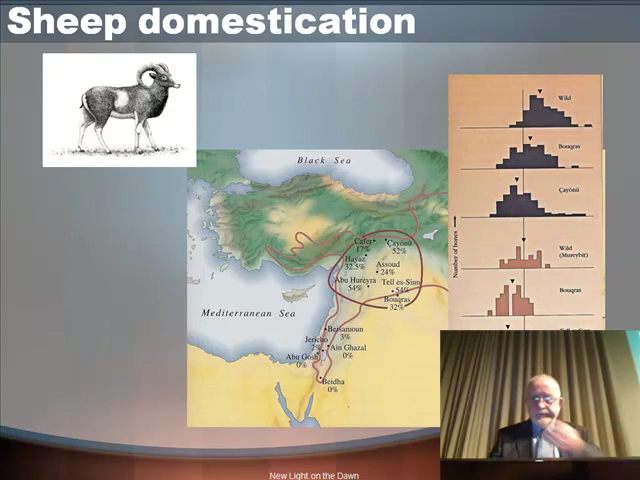 Sheep domestication
Black Sea
Cafer
17%
Çayönü
52%
Hayaz
32.5%
Assoud
24%
Abu Hureyra
54%
Tell es-Sinn
54%
Bouqras
32%
Mediterranean Sea
Bersamoun
3%
Jericho
2%
Ain Ghazal
0%
Abu Gosh
0%
Beidha
0%
Wild
Bouqras
Çayönü
Wild
(Mureybit)
Bouqras
Number of bones
New Light on the Dawn